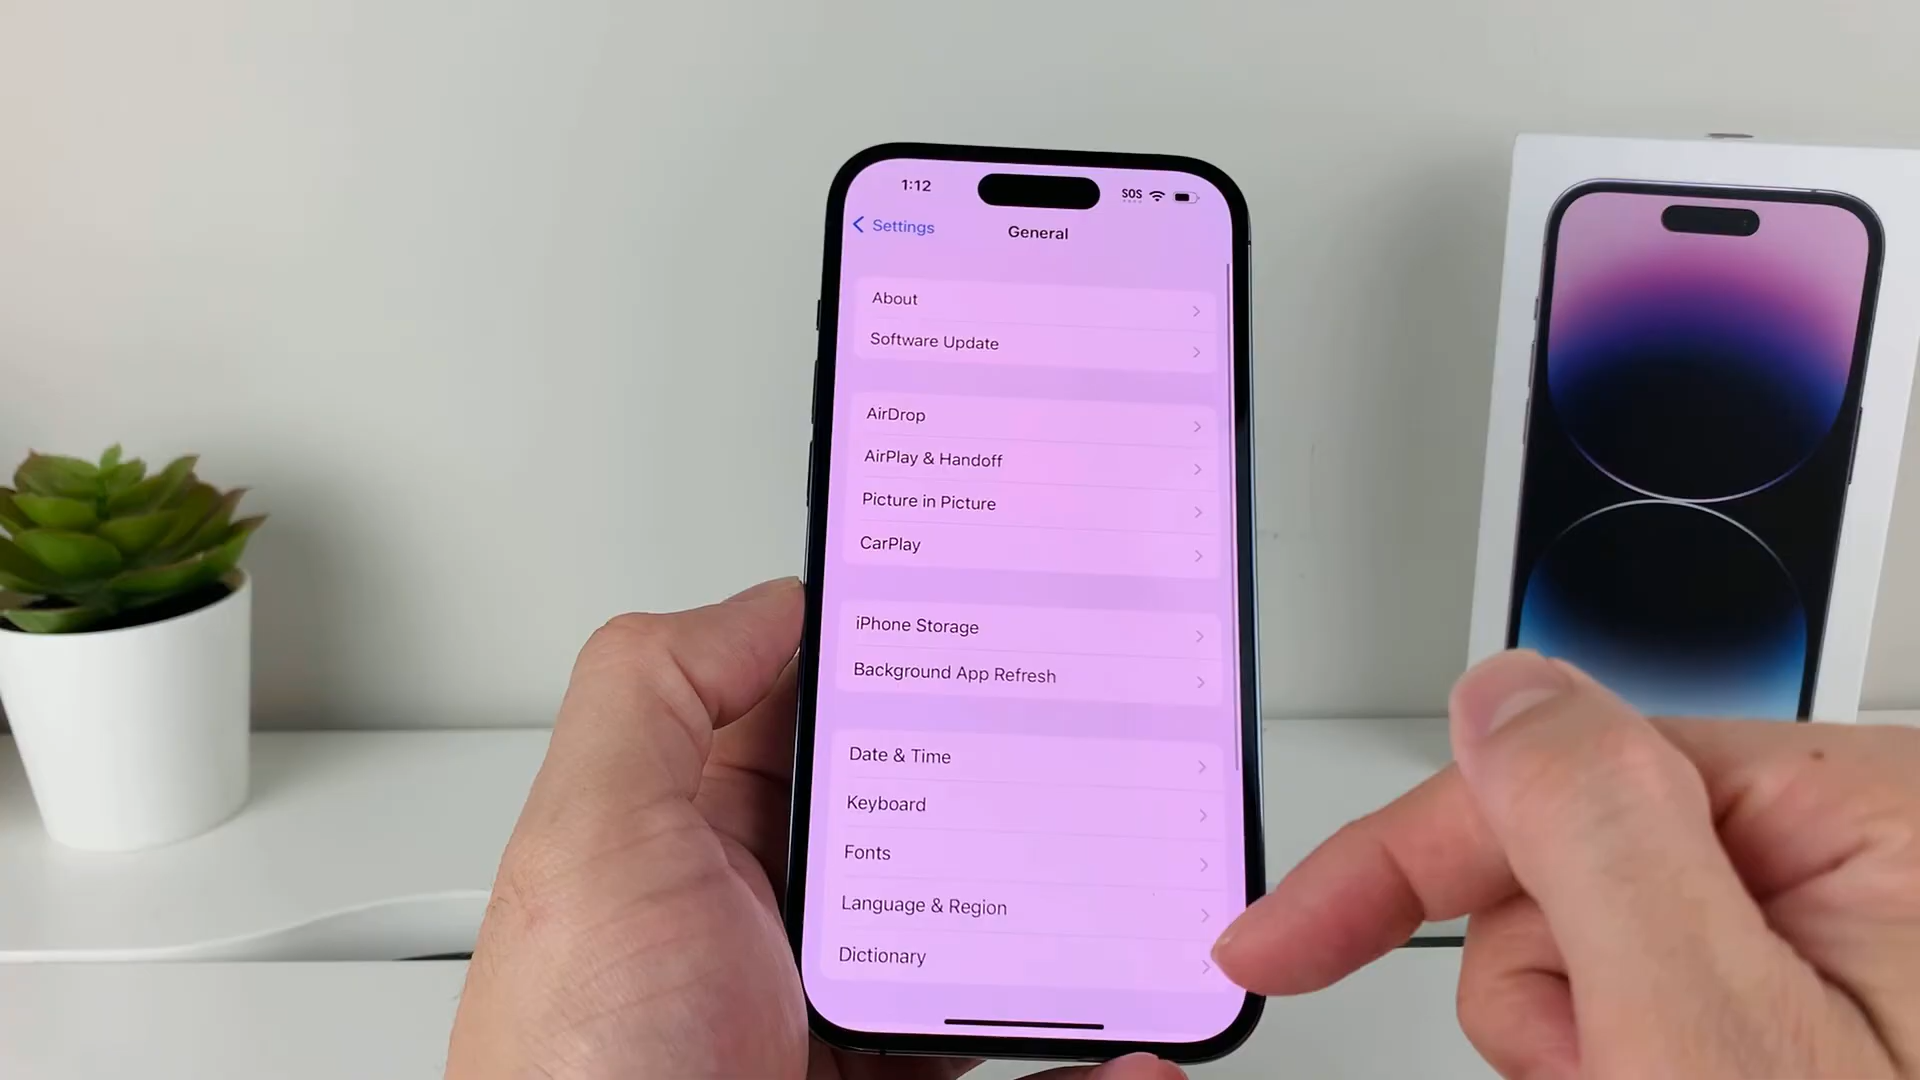 1:12
SOS
Settings
General
About
Software Update
AirDrop
AirPlay & Handoff
Picture in Picture
CarPlay
iPhone Storage
Background App Refresh
Date & Time
Keyboard
Fonts
Language & Region
Dictionary